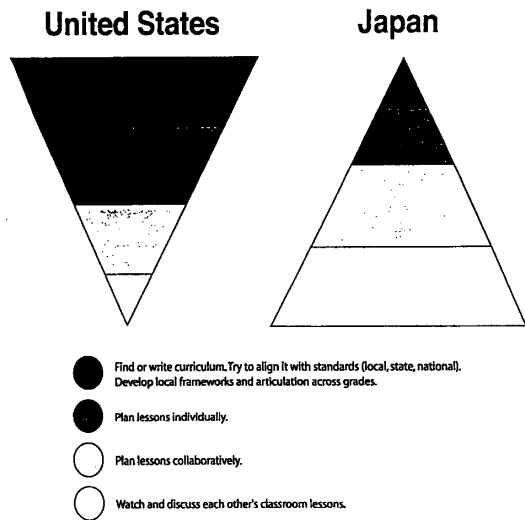 United States
Japan
Find or write curriculum. Try to align it with standards (local, state, national).
Develop local frameworks and articulation across grades.
Plan lessons individually.
Plan lessons collaboratively.
Watch and discuss each other's classroom lessons.